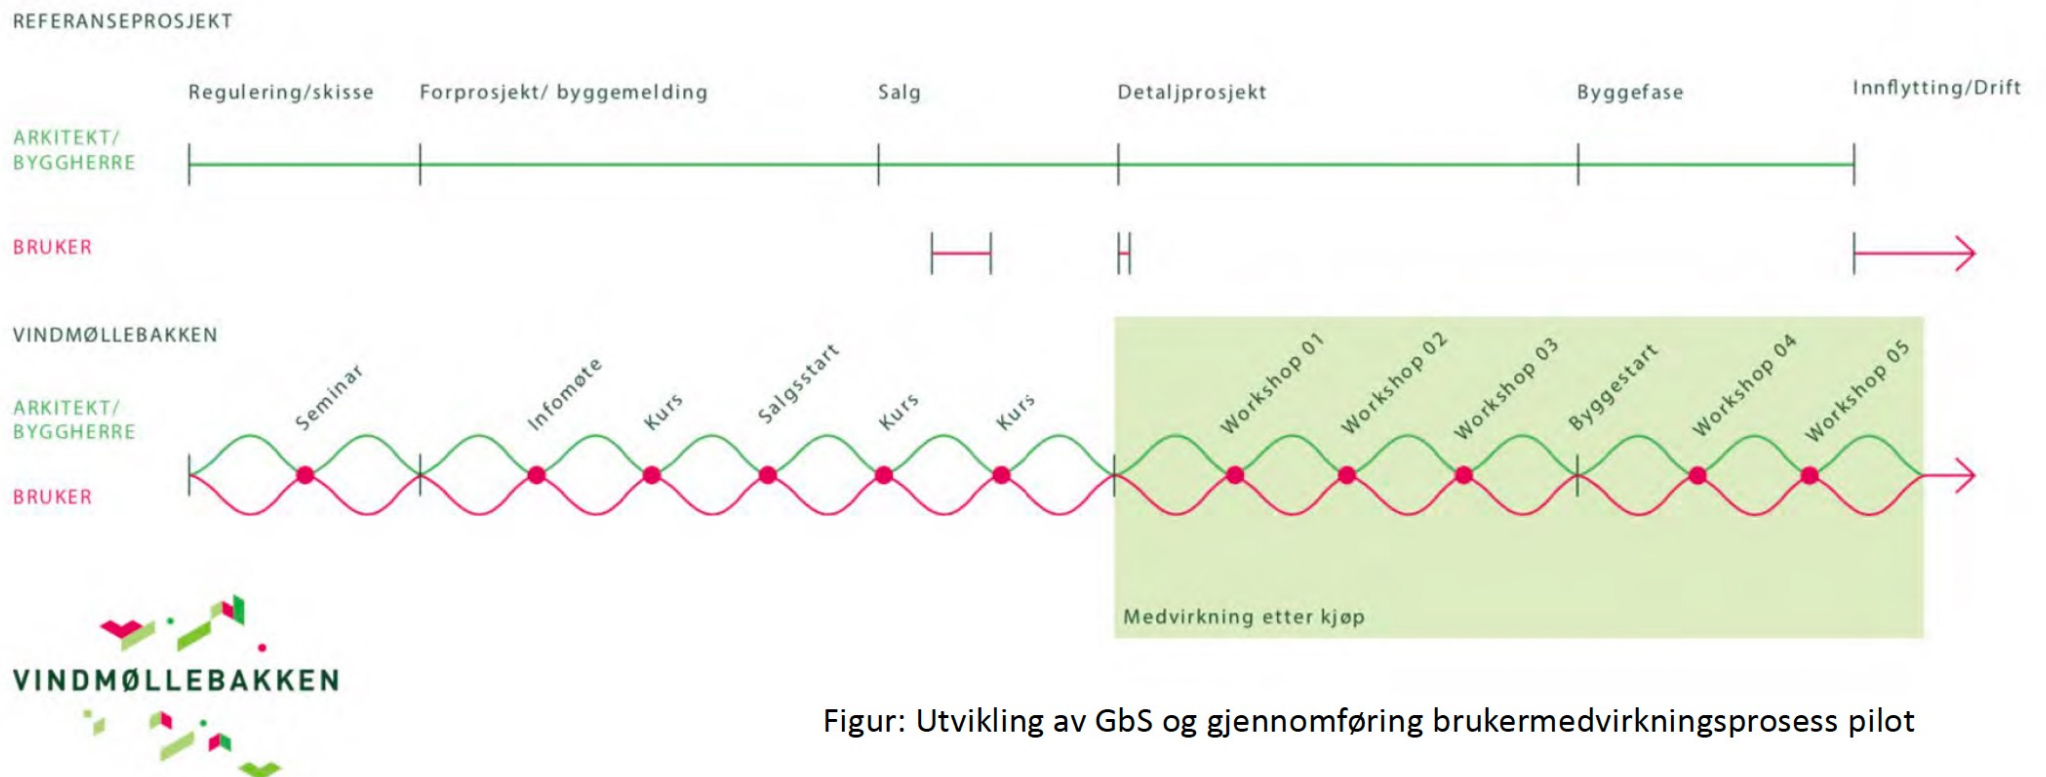 REFERANSEPROSJEKT
Regulering/skisse
Forprosjekt/ byggemelding
Salg
Detaljprosjekt
Byggefase
Innflytting/Drift
ARKITEKT/
BYGGHERRE
BRUKER
VINDMØLLEBAKKEN
ARKITEKT/
BYGGHERRE
Seminar
Infomøte
Kurs
Salgsstart
Kurs
Kurs
Workshop 01
Workshop 02
Workshop 03
Byggestart
Workshop 04
Workshop 05
BRUKER
Medvirkning etter kjøp
VINDMØLLEBAKKEN
Figur: Utvikling av GbS og gjennomføring brukermedvirkningsprosess pilot